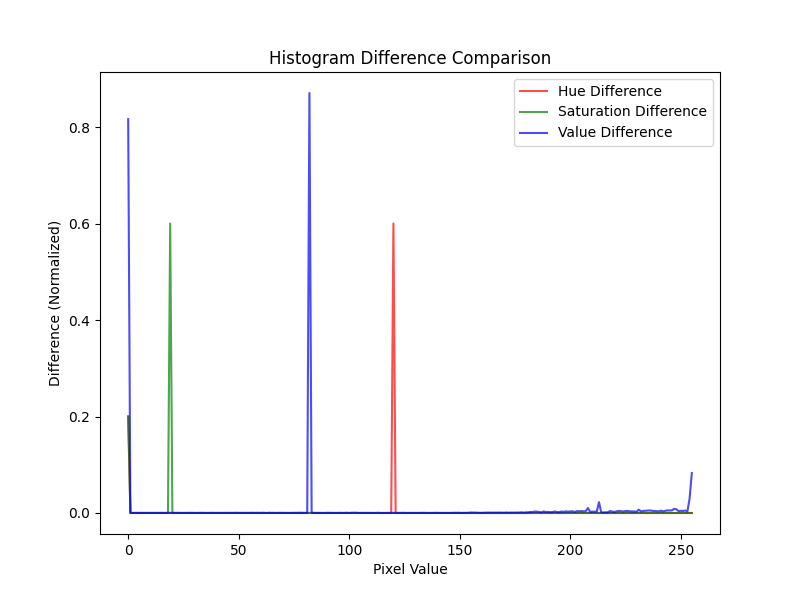 Histogram Difference Comparison
Hue Difference
Saturation Difference
Value Difference
Difference (Normalized)
0.8
0.6
0.4
0.2
0.0
0 50 100 150 200 250
Pixel Value